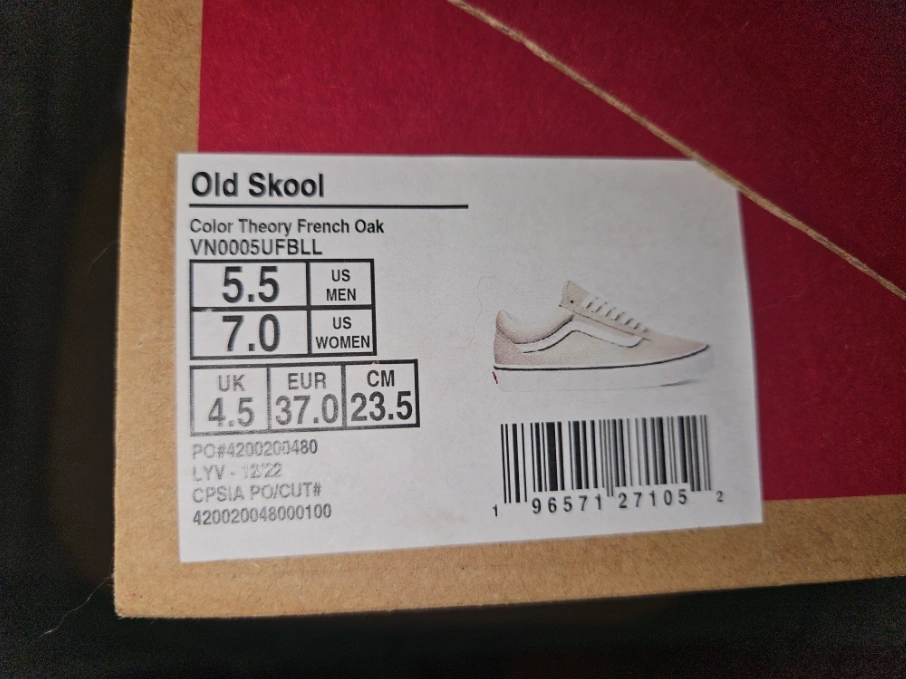 Old Skool
Color Theory French Oak
VN0005UFBLL
5.5 US MEN
7.0 US WOMEN
UK EUR CM
4.5 37.0 23.5
PO#4200200480
LYV - 12/22
CPSIA PO/CUT#
420020048000100
1 96571 27105 2